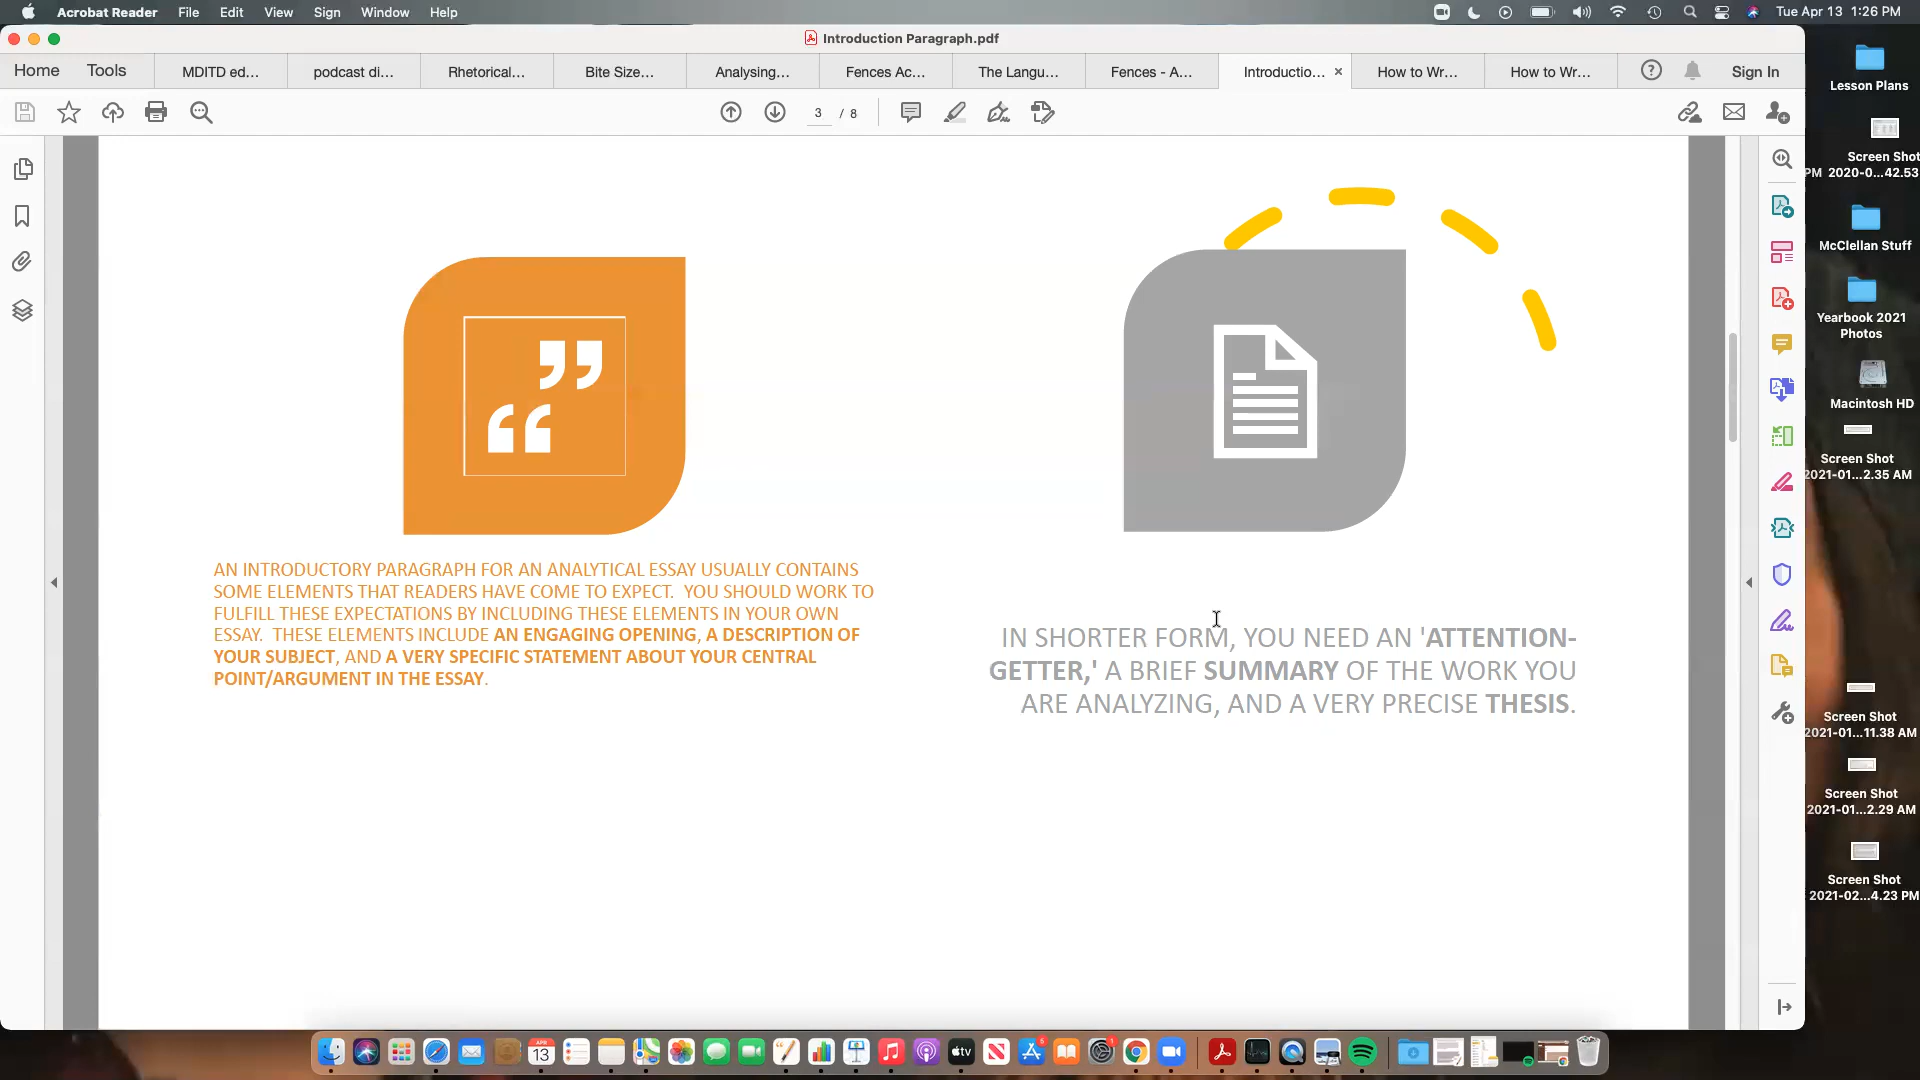 Acrobat Reader File Edit View Sign Window Help Tue Apr 13 1:26 PM
Introduction Paragraph.pdf
Home Tools MDITD ed... podcast di... Rhetorical... Bite Size... Analysing... Fences Ac... The Langu... Fences - A... Introductio... × How to Wr... How to Wr... Sign In
3 / 8
AN INTRODUCTORY PARAGRAPH FOR AN ANALYTICAL ESSAY USUALLY CONTAINS
SOME ELEMENTS THAT READERS HAVE COME TO EXPECT. YOU SHOULD WORK TO
FULFILL THESE EXPECTATIONS BY INCLUDING THESE ELEMENTS IN YOUR OWN
ESSAY. THESE ELEMENTS INCLUDE AN ENGAGING OPENING, A DESCRIPTION OF
YOUR SUBJECT, AND A VERY SPECIFIC STATEMENT ABOUT YOUR CENTRAL
POINT/ARGUMENT IN THE ESSAY.
IN SHORTER FORM, YOU NEED AN 'ATTENTION-
GETTER,' A BRIEF SUMMARY OF THE WORK YOU
ARE ANALYZING, AND A VERY PRECISE THESIS.
Lesson Plans
Screen Shot
PM 2020-0...42.53
McClellan Stuff
Yearbook 2021
Photos
Macintosh HD
Screen Shot
2021-01...2.35 AM
Screen Shot
2021-01...11.38 AM
Screen Shot
2021-01...2.29 AM
Screen Shot
2021-02...4.23 PM
APR
13
tv